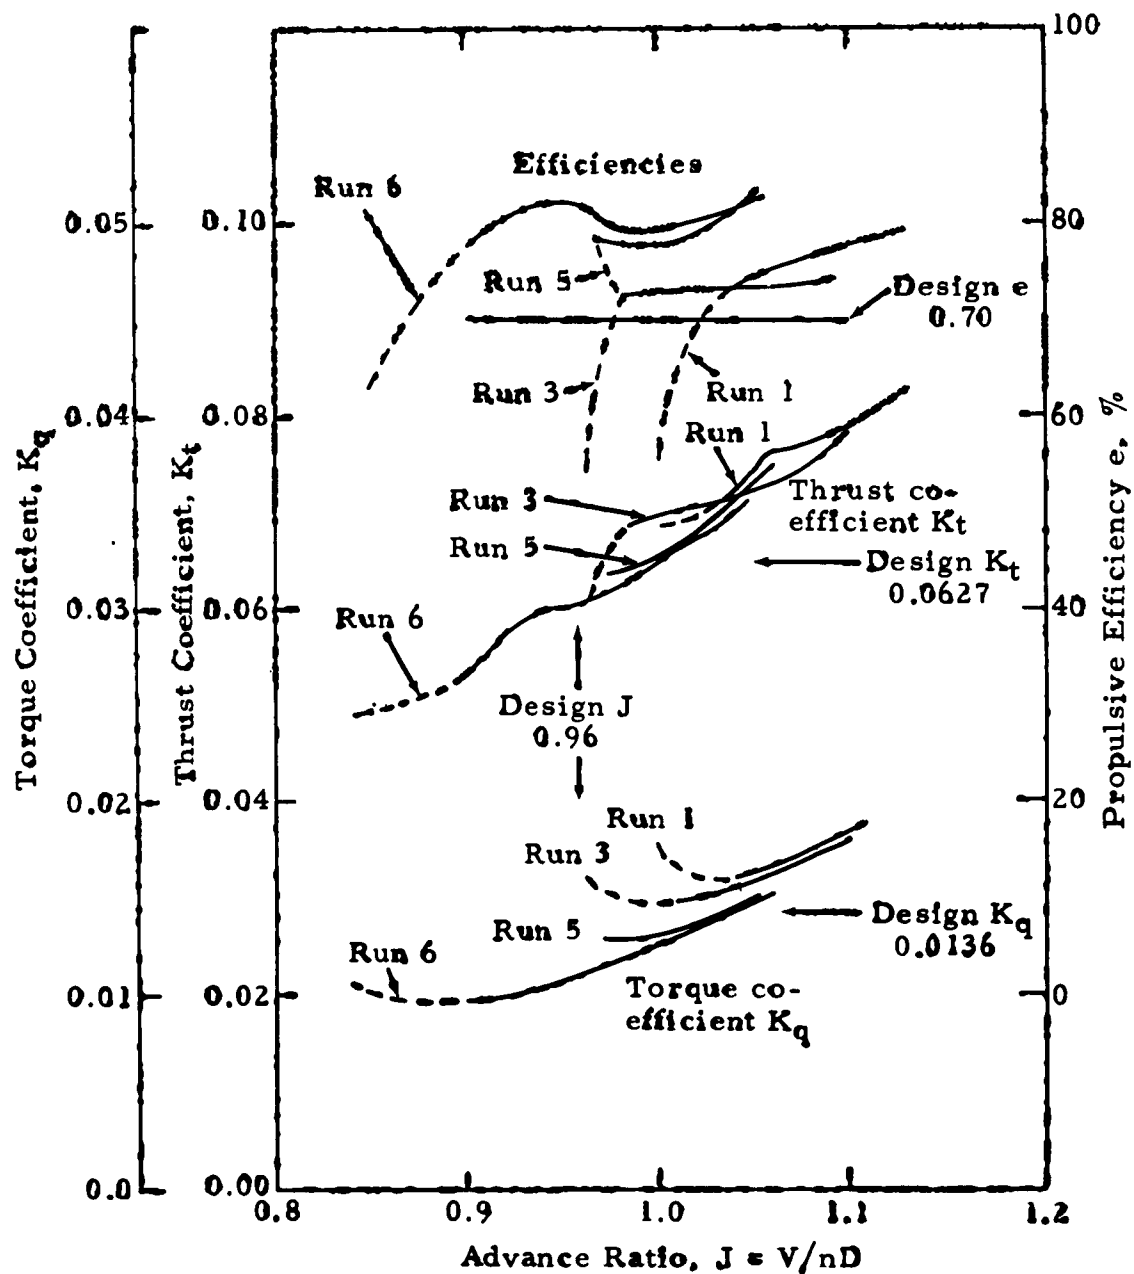 100
Efficiencies
Run 6
0.05
0.10
80
Run 5
Design e
0.70
Run 3
Run 1
0.04
0.08
60
Run 1
Run 3
Thrust co-
efficient Kt
Run 5
Design Kt
0.0627
0.03
0.06
40
Run 6
Design J
0.96
0.02
0.04
20
Run 1
Run 3
Run 5
Design Kq
0.0136
Run 6
Torque co-
efficient Kq
0.01
0.02
0
0.0
0.00
0.8
0.9
1.0
1.1
1.2
Advance Ratio, J = V/nD
Torque Coefficient, Kq
Thrust Coefficient, Kt
Propulsive Efficiency e, %